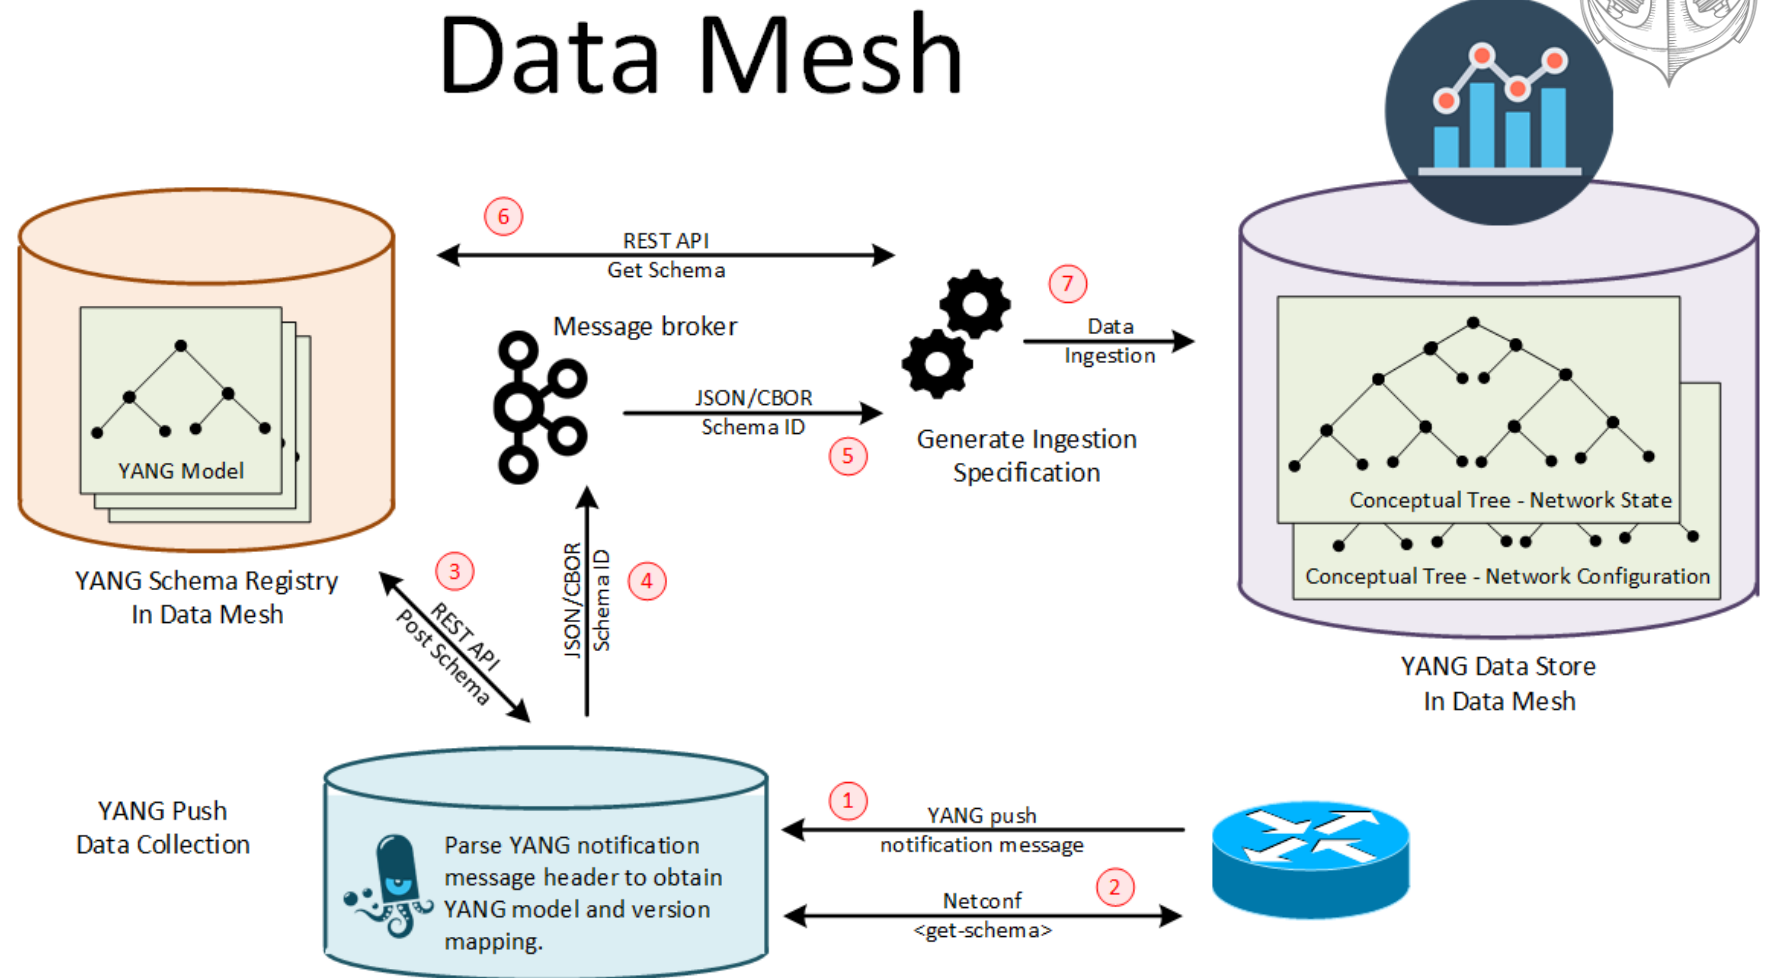 Data Mesh
6
REST API
Get Schema
7
Data
Ingestion
Message broker
JSON/CBOR
Schema ID
5
Generate Ingestion
Specification
YANG Model
YANG Schema Registry
In Data Mesh
Conceptual Tree - Network State
Conceptual Tree - Network Configuration
YANG Data Store
In Data Mesh
3
REST API
Post Schema
JSON/CBOR
Schema ID
4
YANG Push
Data Collection
Parse YANG notification
message header to obtain
YANG model and version
mapping.
1
YANG push
notification message
2
Netconf
<get-schema>